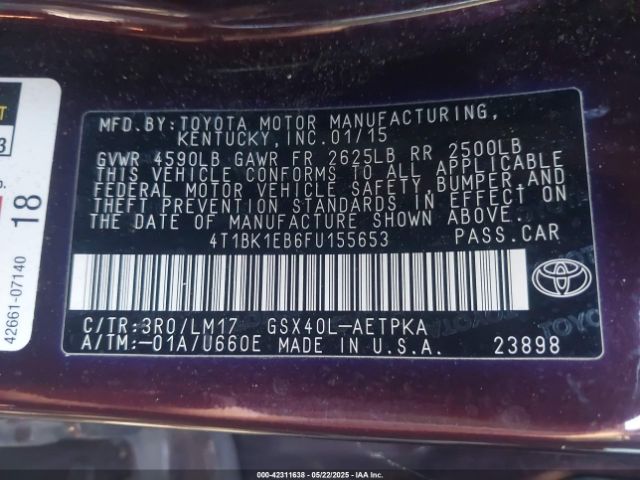 MFD.BY:TOYOTA MOTOR MANUFACTURING,
KENTUCKY,INC.01/15
GVWR 4590LB GAWR FR 2625LB RR 2500LB
THIS VEHICLE CONFORMS TO ALL APPLICABLE
FEDERAL MOTOR VEHICLE SAFETY,BUMPER,AND
THEFT PREVENTION STANDARDS IN EFFECT ON
THE DATE OF MANUFACTURE SHOWN ABOVE.
4T1BK1EB6FU155653 PASS.CAR
C/TR:3R0/LM17 GSX40L-AETPKA
A/TM:-01A/U660E MADE IN U.S.A. 23898
TOYOTA
18
42661-07140
000-42311638 - 05/22/2025 - IAA Inc.